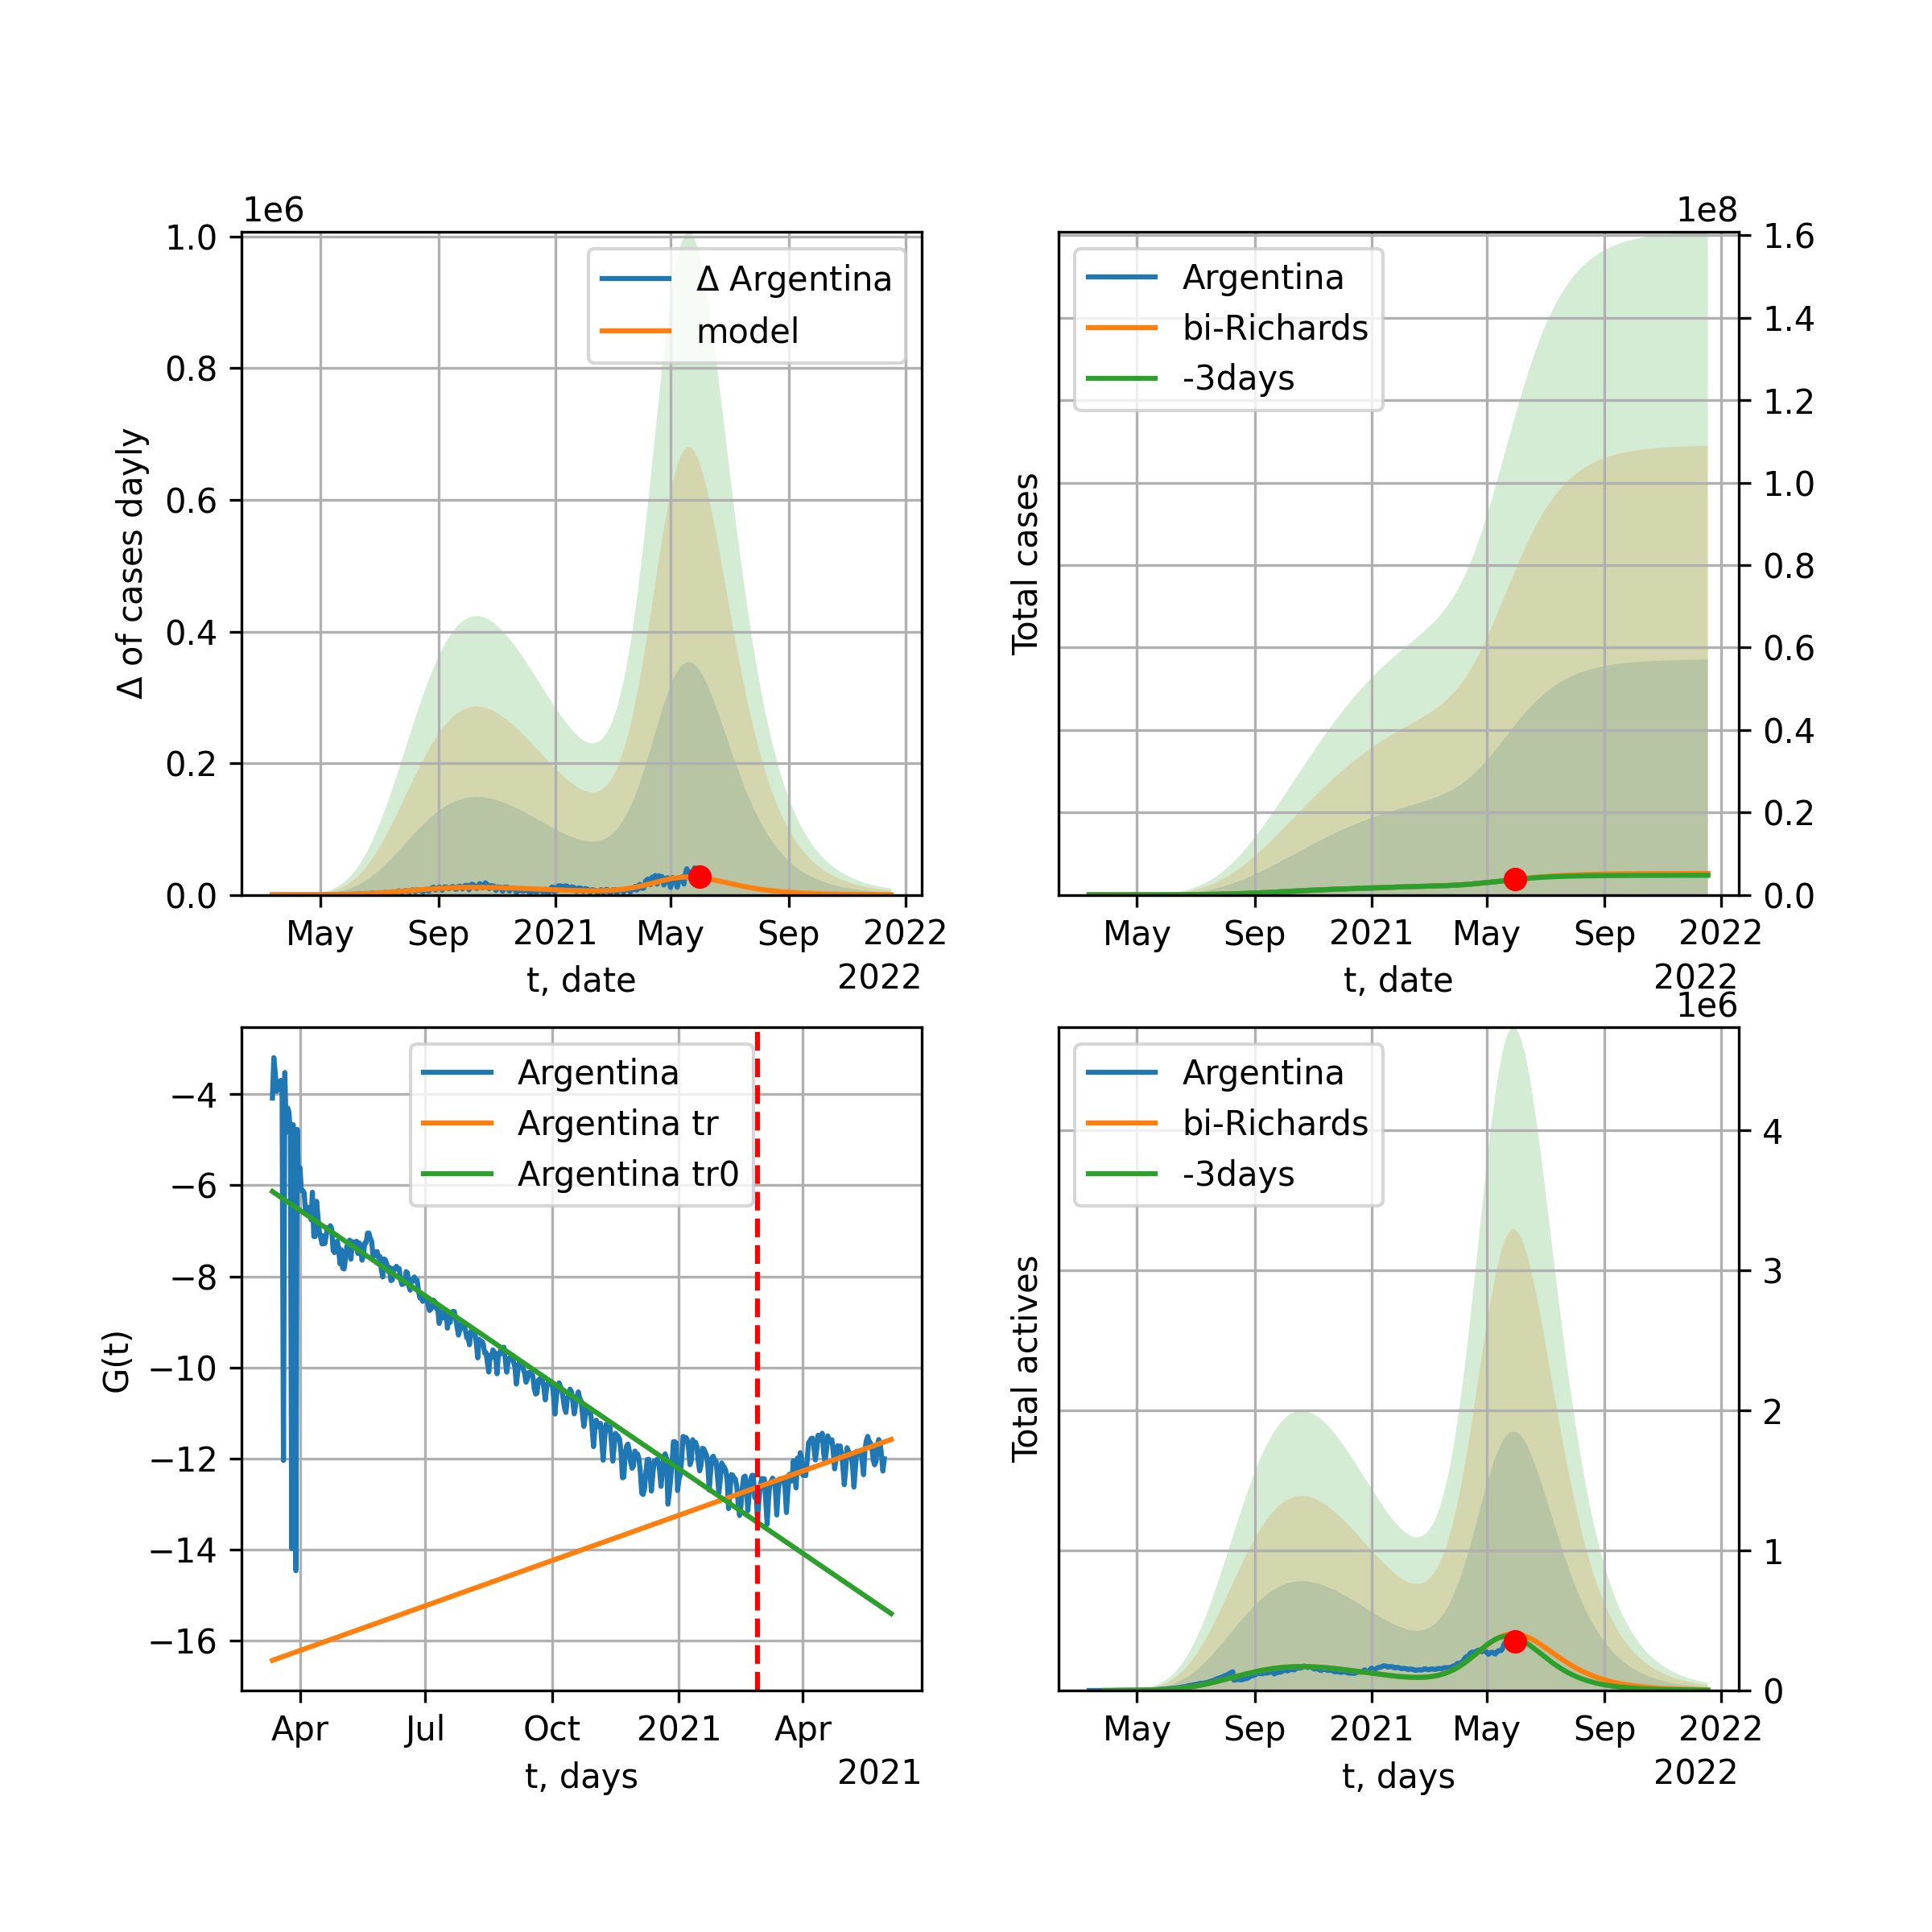 1e6
1.0
0.8
0.6
0.4
0.2
0.0
Δ of cases dayly
Δ Argentina
model
May Sep 2021 May Sep 2022
t, date
2022
1e8
1.6
1.4
1.2
1.0
0.8
0.6
0.4
0.2
0.0
Total cases
Argentina
bi-Richards
-3days
May Sep 2021 May Sep 2022
t, date
2022
−4
−6
−8
−10
−12
−14
−16
G(t)
Argentina
Argentina tr
Argentina tr0
Apr Jul Oct 2021 Apr
t, days
2021
1e6
4
3
2
1
0
Total actives
Argentina
bi-Richards
-3days
May Sep 2021 May Sep 2022
t, days
2022